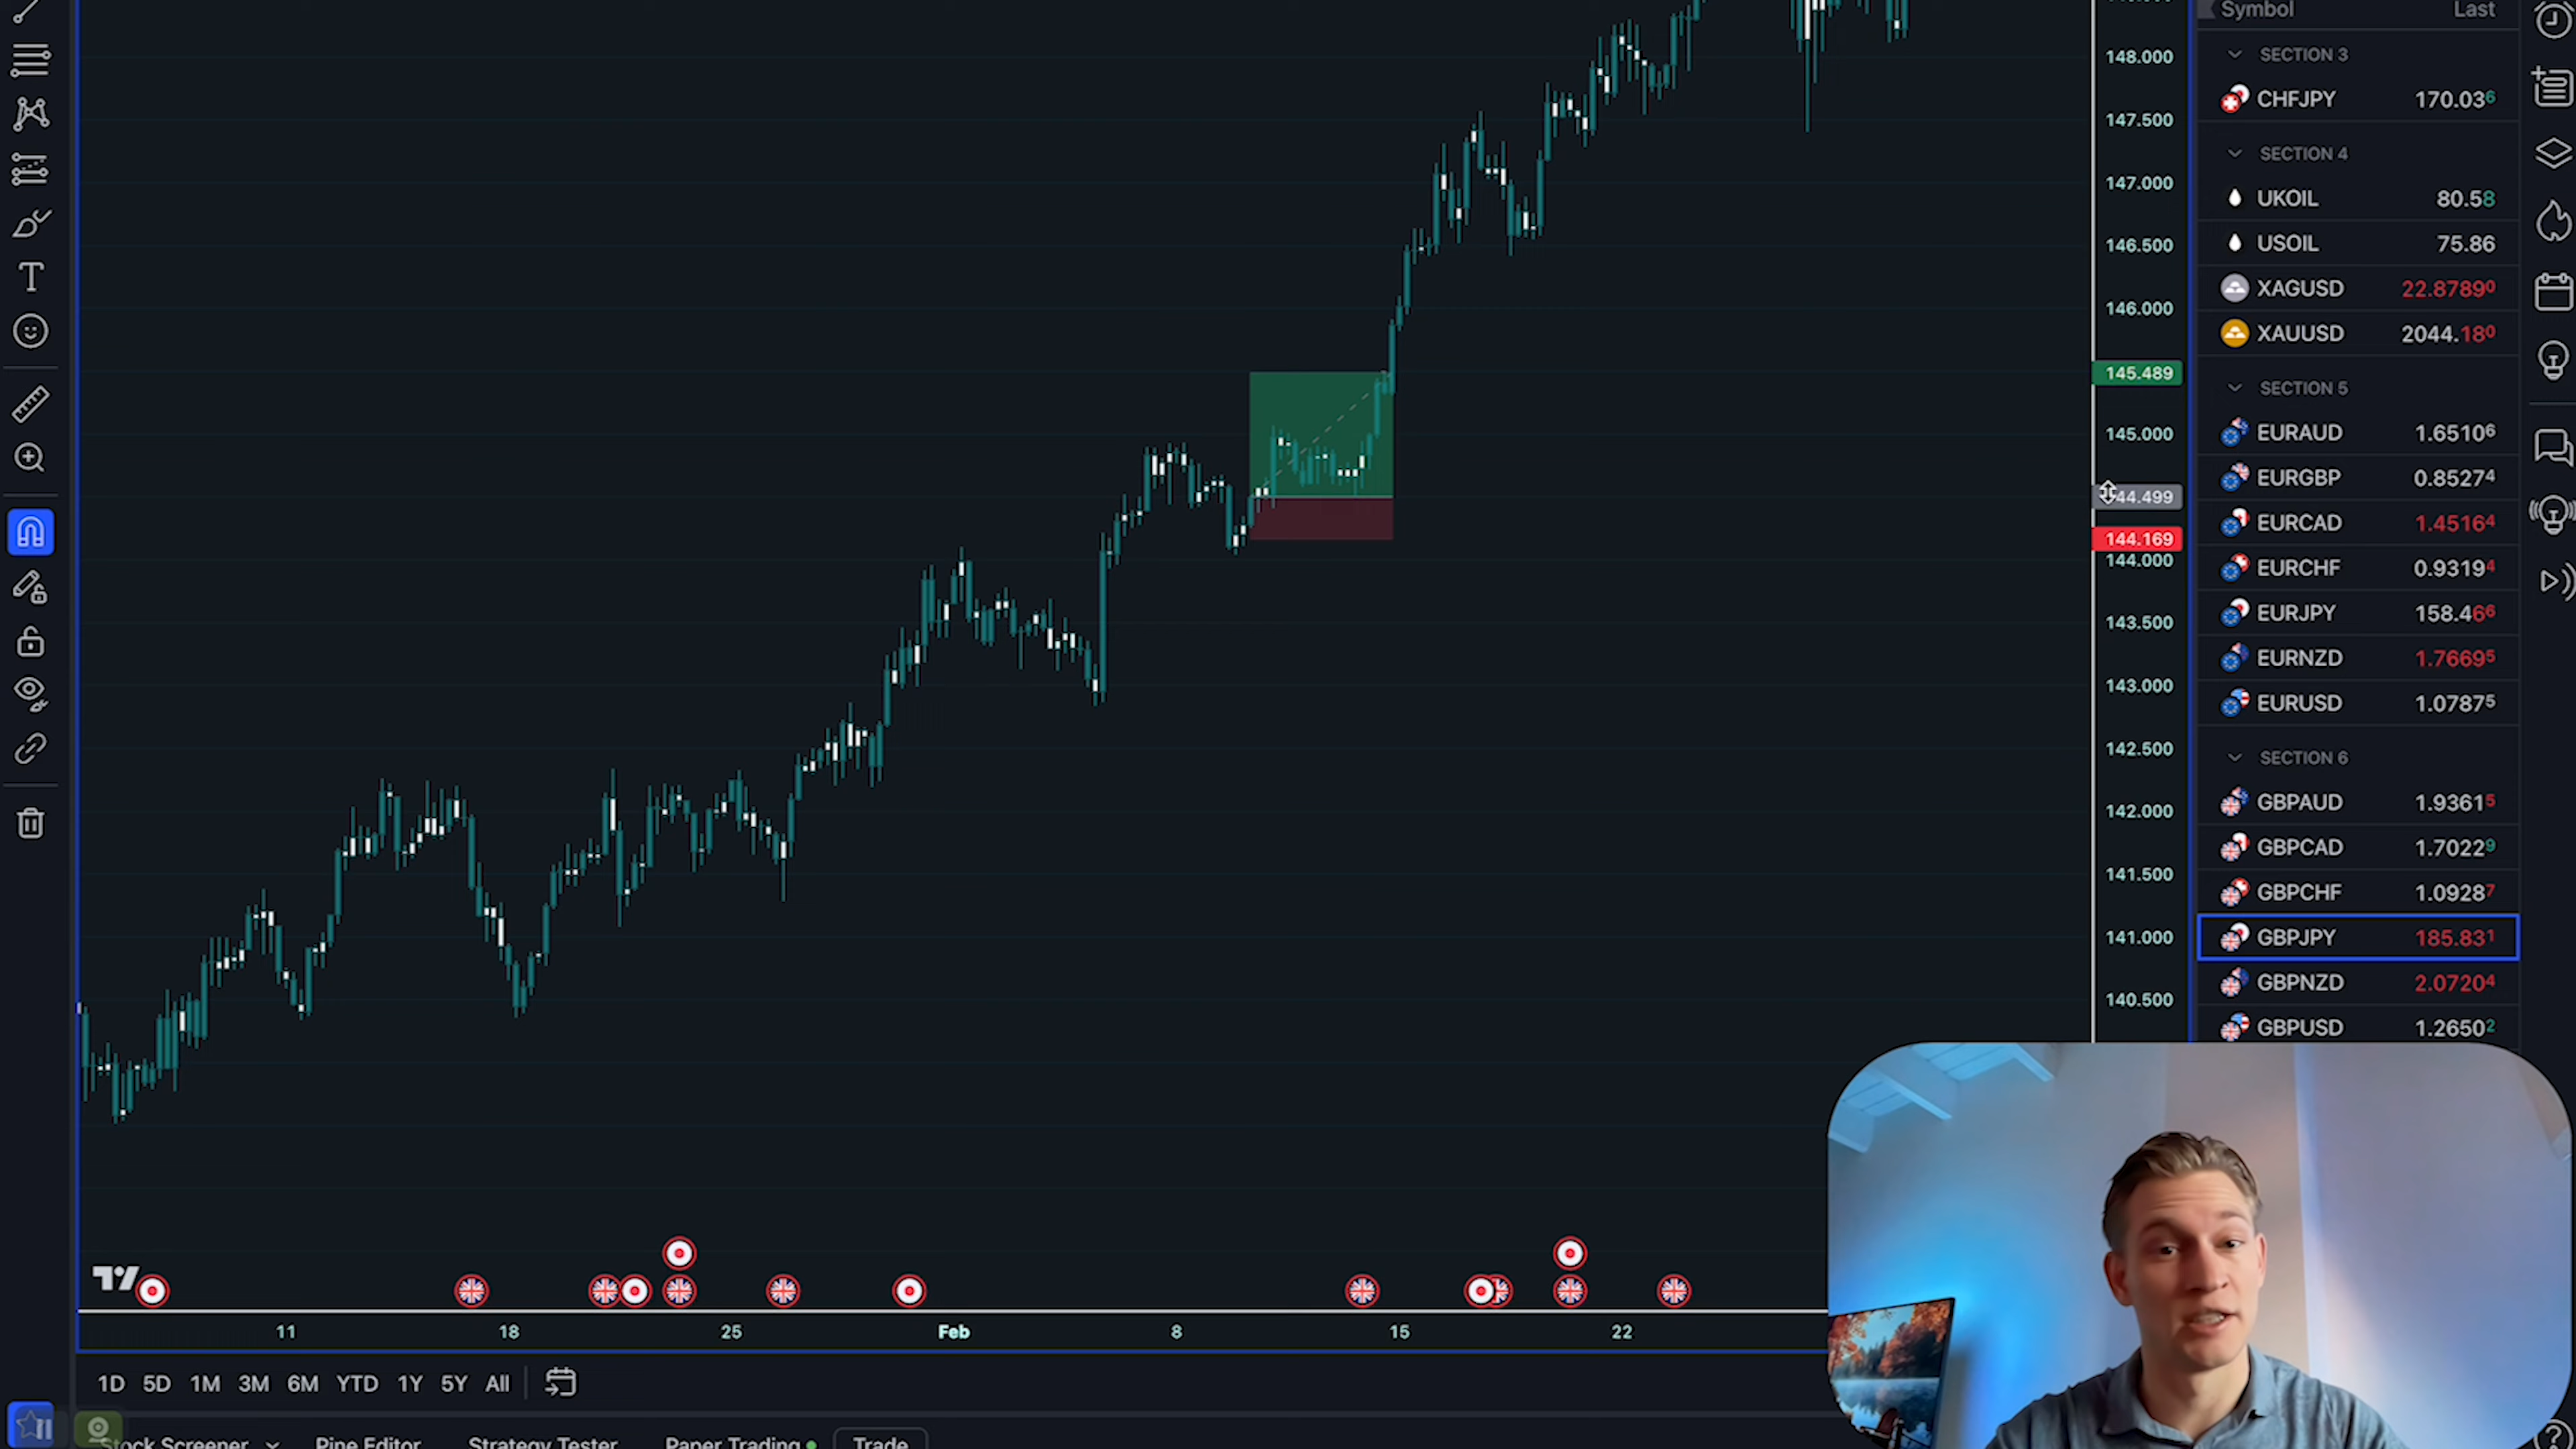 Symbol Last
SECTION 3
CHFJPY 170.036
SECTION 4
UKOIL 80.58
USOIL 75.86
XAGUSD 22.87890
XAUUSD 2044.180
SECTION 5
EURAUD 1.65106
EURGBP 0.85274
EURCAD 1.45164
EURCHF 0.93194
EURJPY 158.466
EURNZD 1.76695
EURUSD 1.07875
SECTION 6
GBPAUD 1.93615
GBPCAD 1.70229
GBPCHF 1.09287
GBPJPY 185.831
GBPNZD 2.07204
GBPUSD 1.26502
148.000
147.500
147.000
146.500
146.000
145.489
145.000
44.499
144.169
144.000
143.500
143.000
142.500
142.000
141.500
141.000
140.500
11 18 25 Feb 8 15 22
1D 5D 1M 3M 6M YTD 1Y 5Y All
Stock Screener Pine Editor Strategy Tester Paper Trading Trade